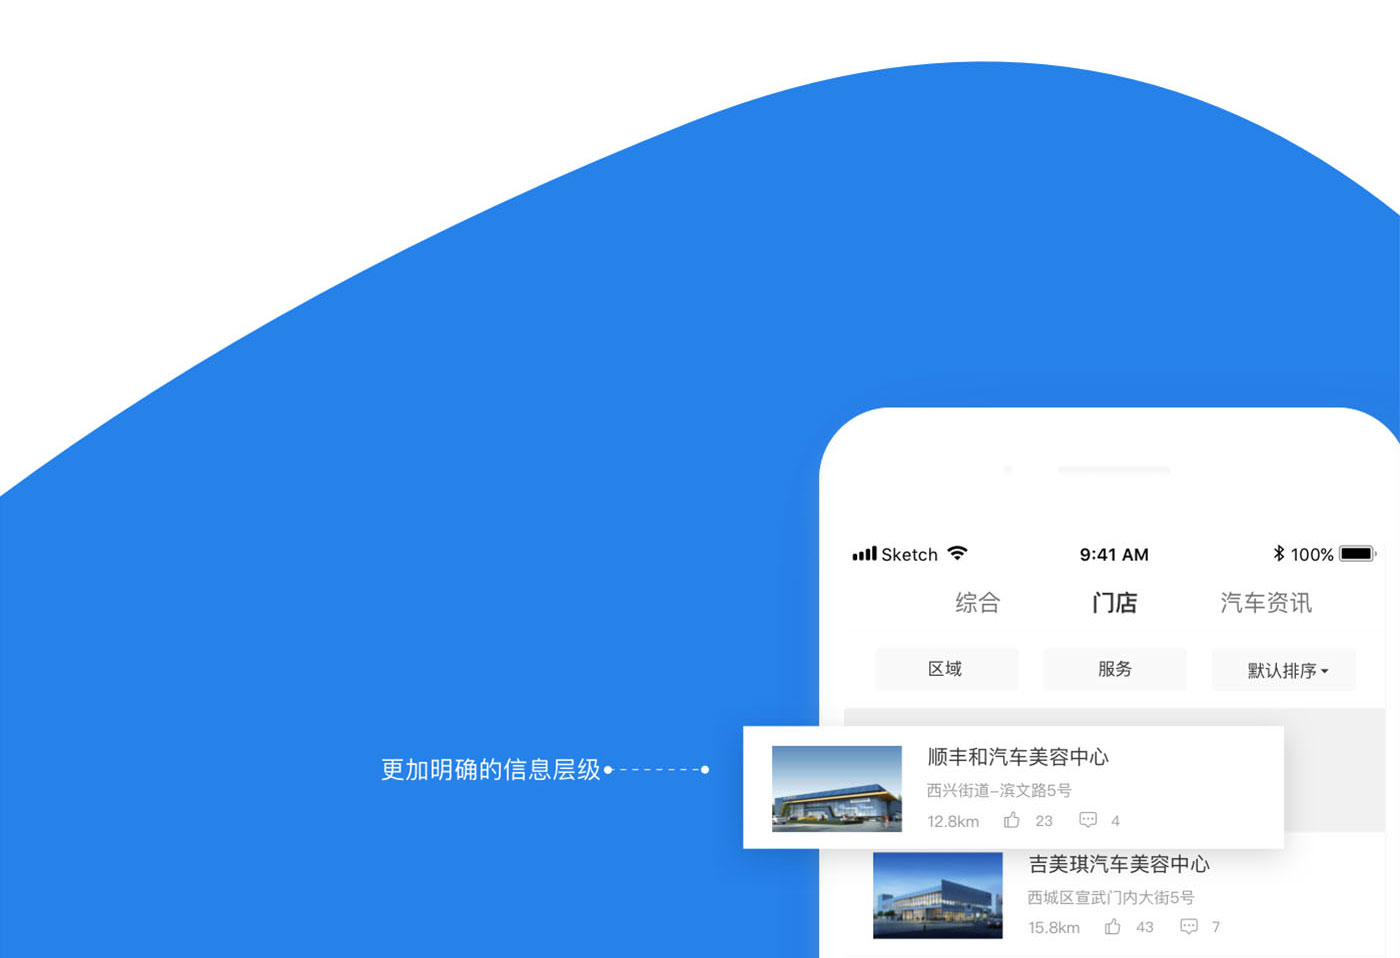 Sketch 9:41 AM 100%
综合 门店 汽车资讯
区域 服务 默认排序
更加明确的信息层级
顺丰和汽车美容中心
西兴街道-滨文路5号
12.8km 23 4
吉美琪汽车美容中心
西城区宣武门内大街5号
15.8km 43 7